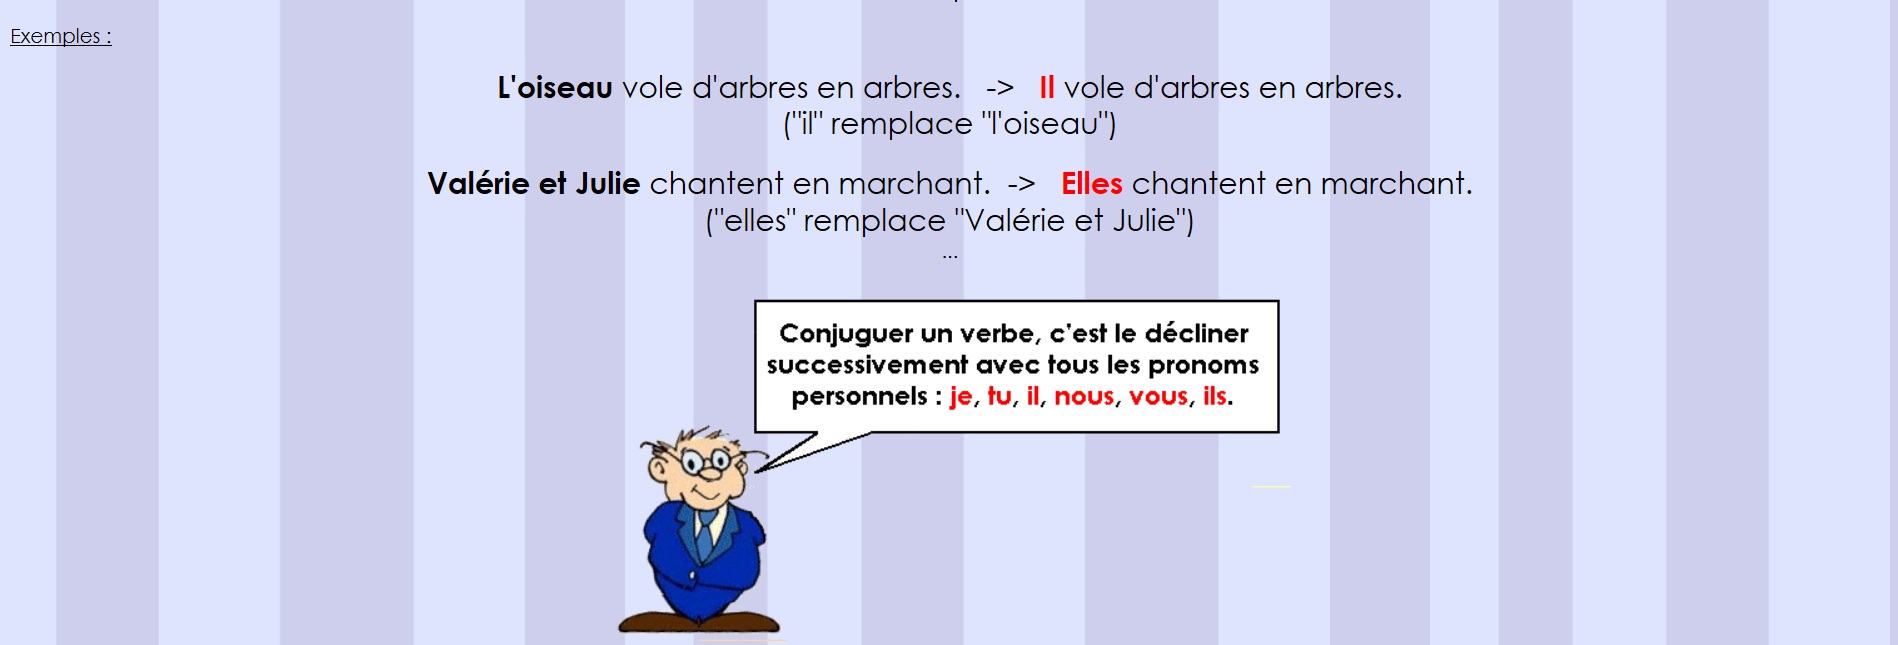 Exemples :
L'oiseau vole d'arbres en arbres. -> Il vole d'arbres en arbres.
("il" remplace "l'oiseau")
Valérie et Julie chantent en marchant. -> Elles chantent en marchant.
("elles" remplace "Valérie et Julie")
...
Conjuguer un verbe, c'est le décliner
successivement avec tous les pronoms
personnels : je, tu, il, nous, vous, ils.